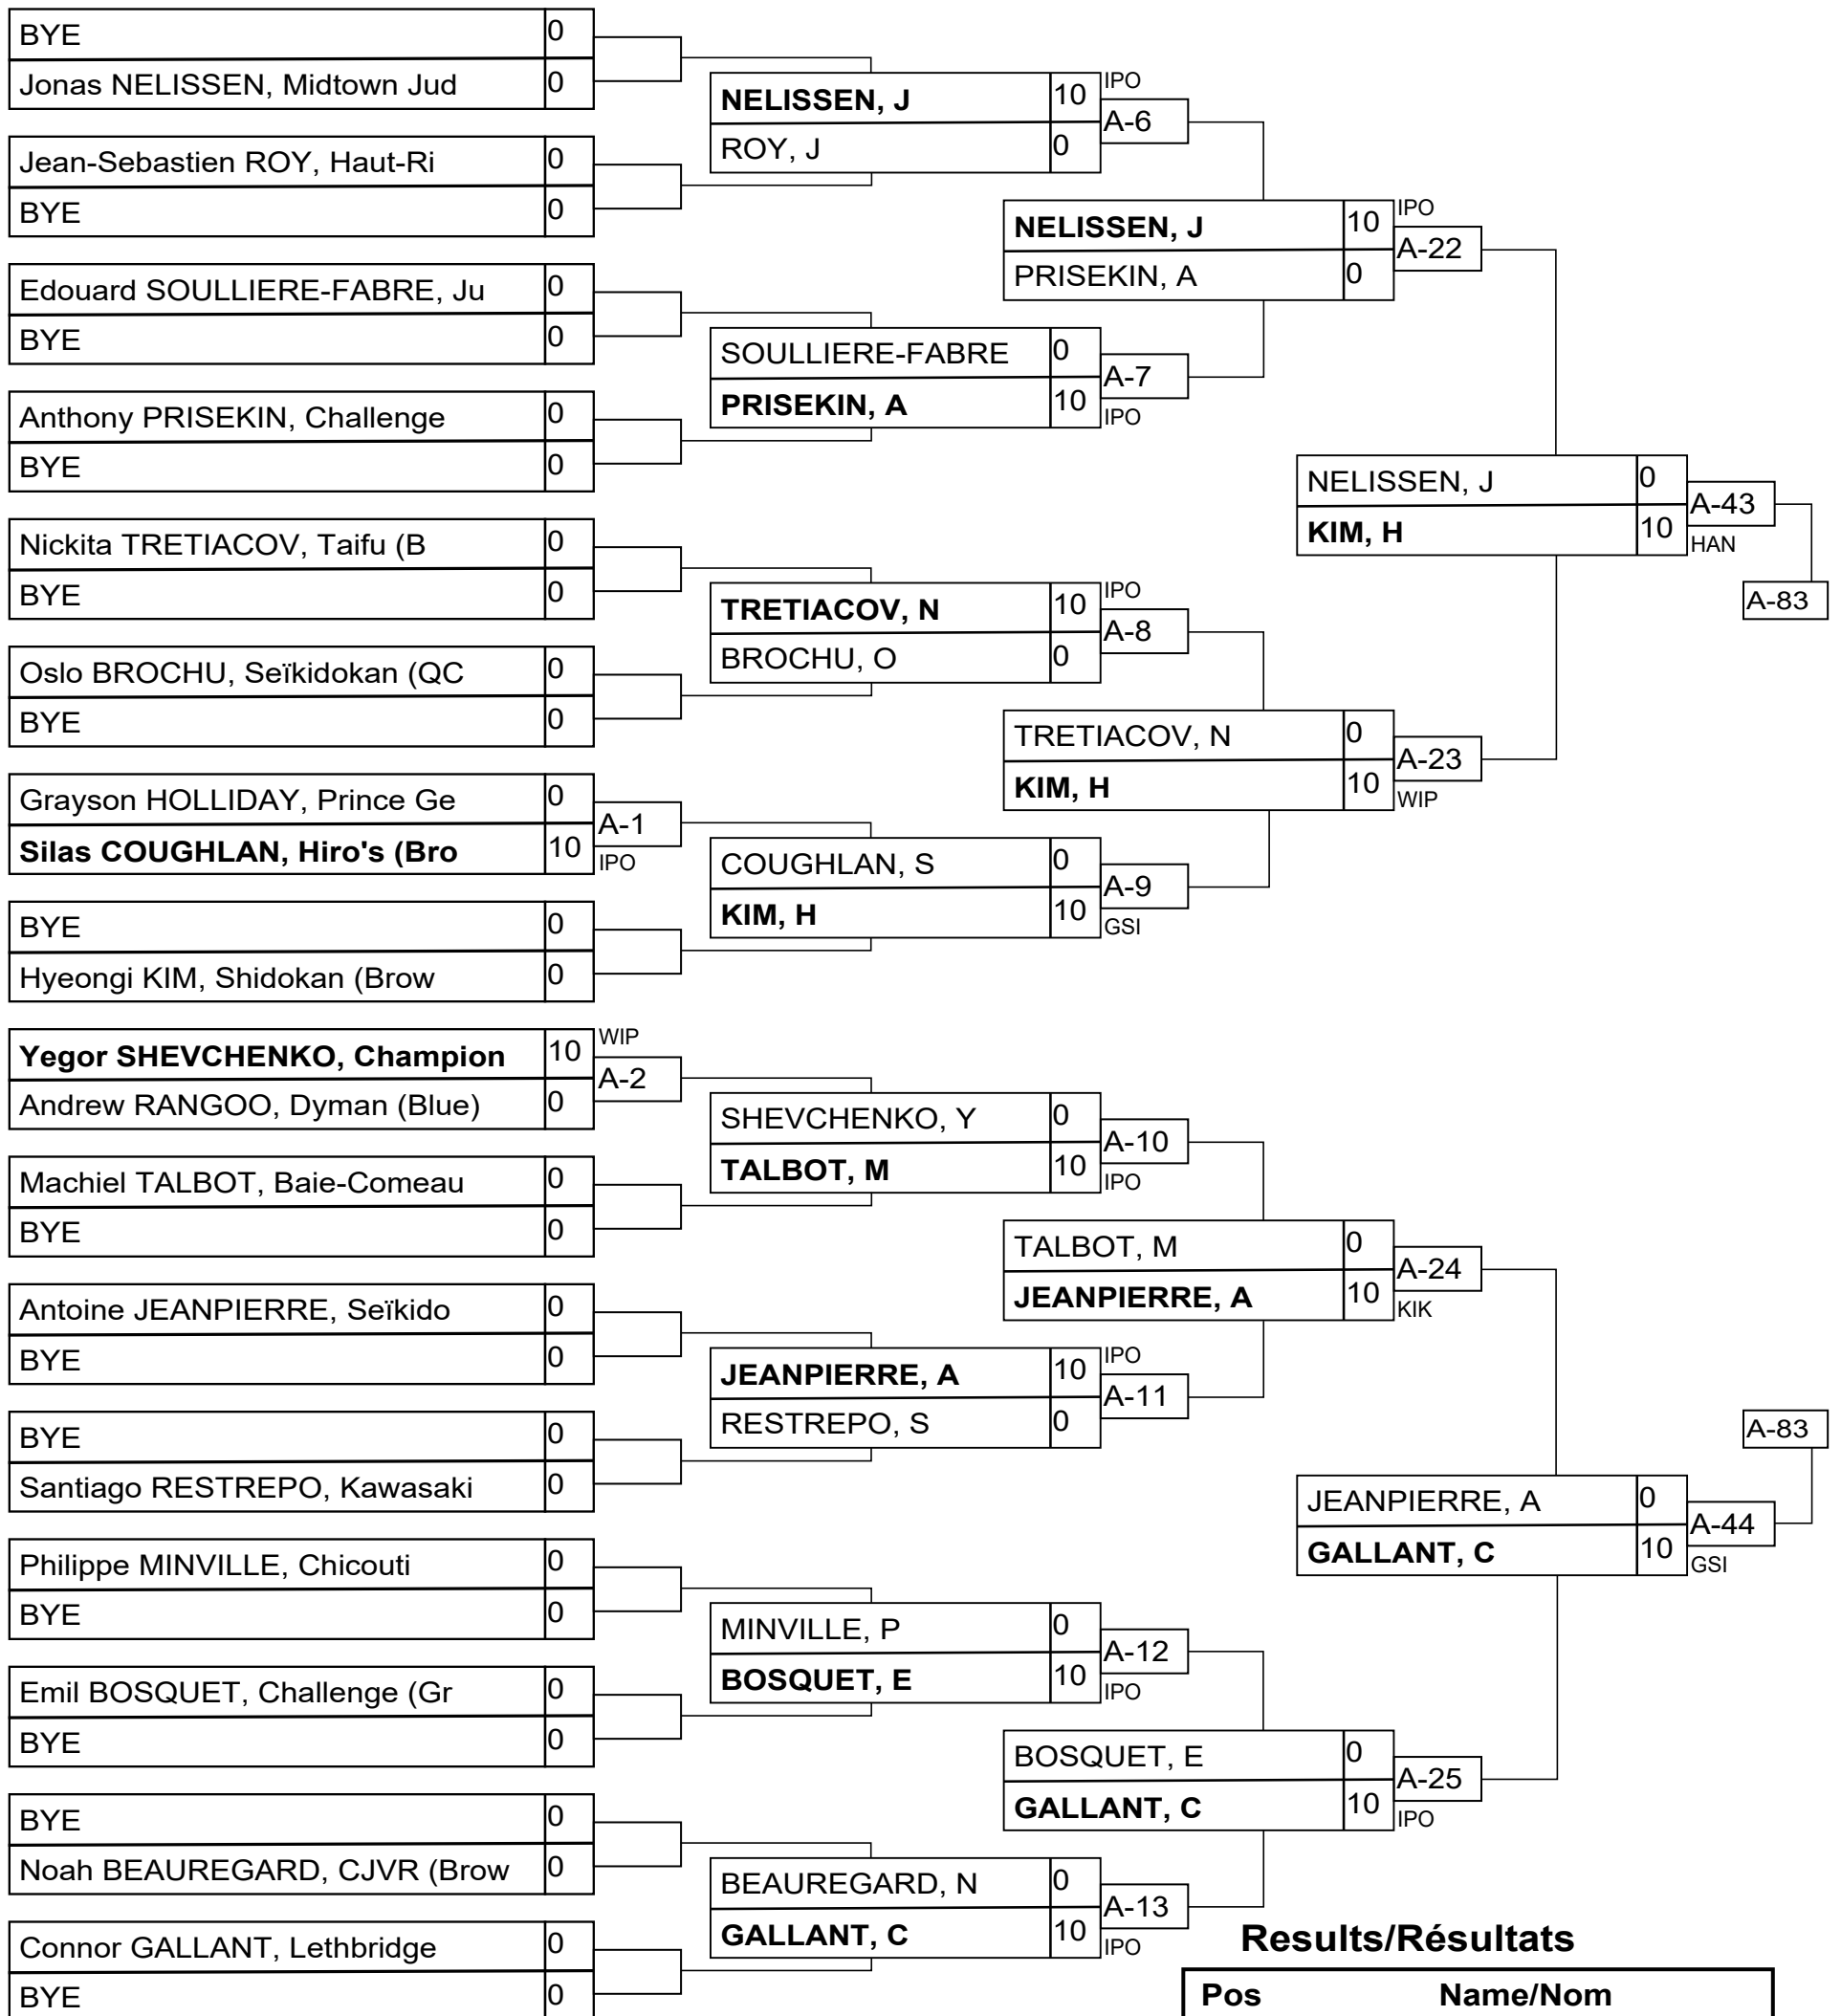 BYE 0
Jonas NELISSEN, Midtown Jud 0
Jean-Sebastien ROY, Haut-Ri 0
BYE 0
Edouard SOULLIERE-FABRE, Ju 0
BYE 0
Anthony PRISEKIN, Challenge 0
BYE 0
Nickita TRETIACOV, Taifu (B 0
BYE 0
Oslo BROCHU, Seïkidokan (QC 0
BYE 0
Grayson HOLLIDAY, Prince Ge 0
A-1
Silas COUGHLAN, Hiro's (Bro 10 IPO
BYE 0
Hyeongi KIM, Shidokan (Brow 0
Yegor SHEVCHENKO, Champion 10 WIP
A-2
Andrew RANGOO, Dyman (Blue) 0
Machiel TALBOT, Baie-Comeau 0
BYE 0
Antoine JEANPIERRE, Seïkido 0
BYE 0
BYE 0
Santiago RESTREPO, Kawasaki 0
Philippe MINVILLE, Chicouti 0
BYE 0
Emil BOSQUET, Challenge (Gr 0
BYE 0
BYE 0
Noah BEAUREGARD, CJVR (Brow 0
Connor GALLANT, Lethbridge 0
BYE 0
NELISSEN, J 10 IPO
A-6
ROY, J 0
SOULLIERE-FABRE 0
A-7
PRISEKIN, A 10 IPO
TRETIACOV, N 10 IPO
A-8
BROCHU, O 0
COUGHLAN, S 0
A-9
KIM, H 10 GSI
SHEVCHENKO, Y 0
A-10
TALBOT, M 10 IPO
JEANPIERRE, A 10 IPO
A-11
RESTREPO, S 0
MINVILLE, P 0
A-12
BOSQUET, E 10 IPO
BEAUREGARD, N 0
A-13
GALLANT, C 10 IPO
NELISSEN, J 10 IPO
A-22
PRISEKIN, A 0
TRETIACOV, N 0
A-23
KIM, H 10 WIP
TALBOT, M 0
A-24
JEANPIERRE, A 10 KIK
BOSQUET, E 0
A-25
GALLANT, C 10 IPO
NELISSEN, J 0
A-43
KIM, H 10 HAN
A-83
A-83
JEANPIERRE, A 0
A-44
GALLANT, C 10 GSI
Results/Résultats
Pos Name/Nom